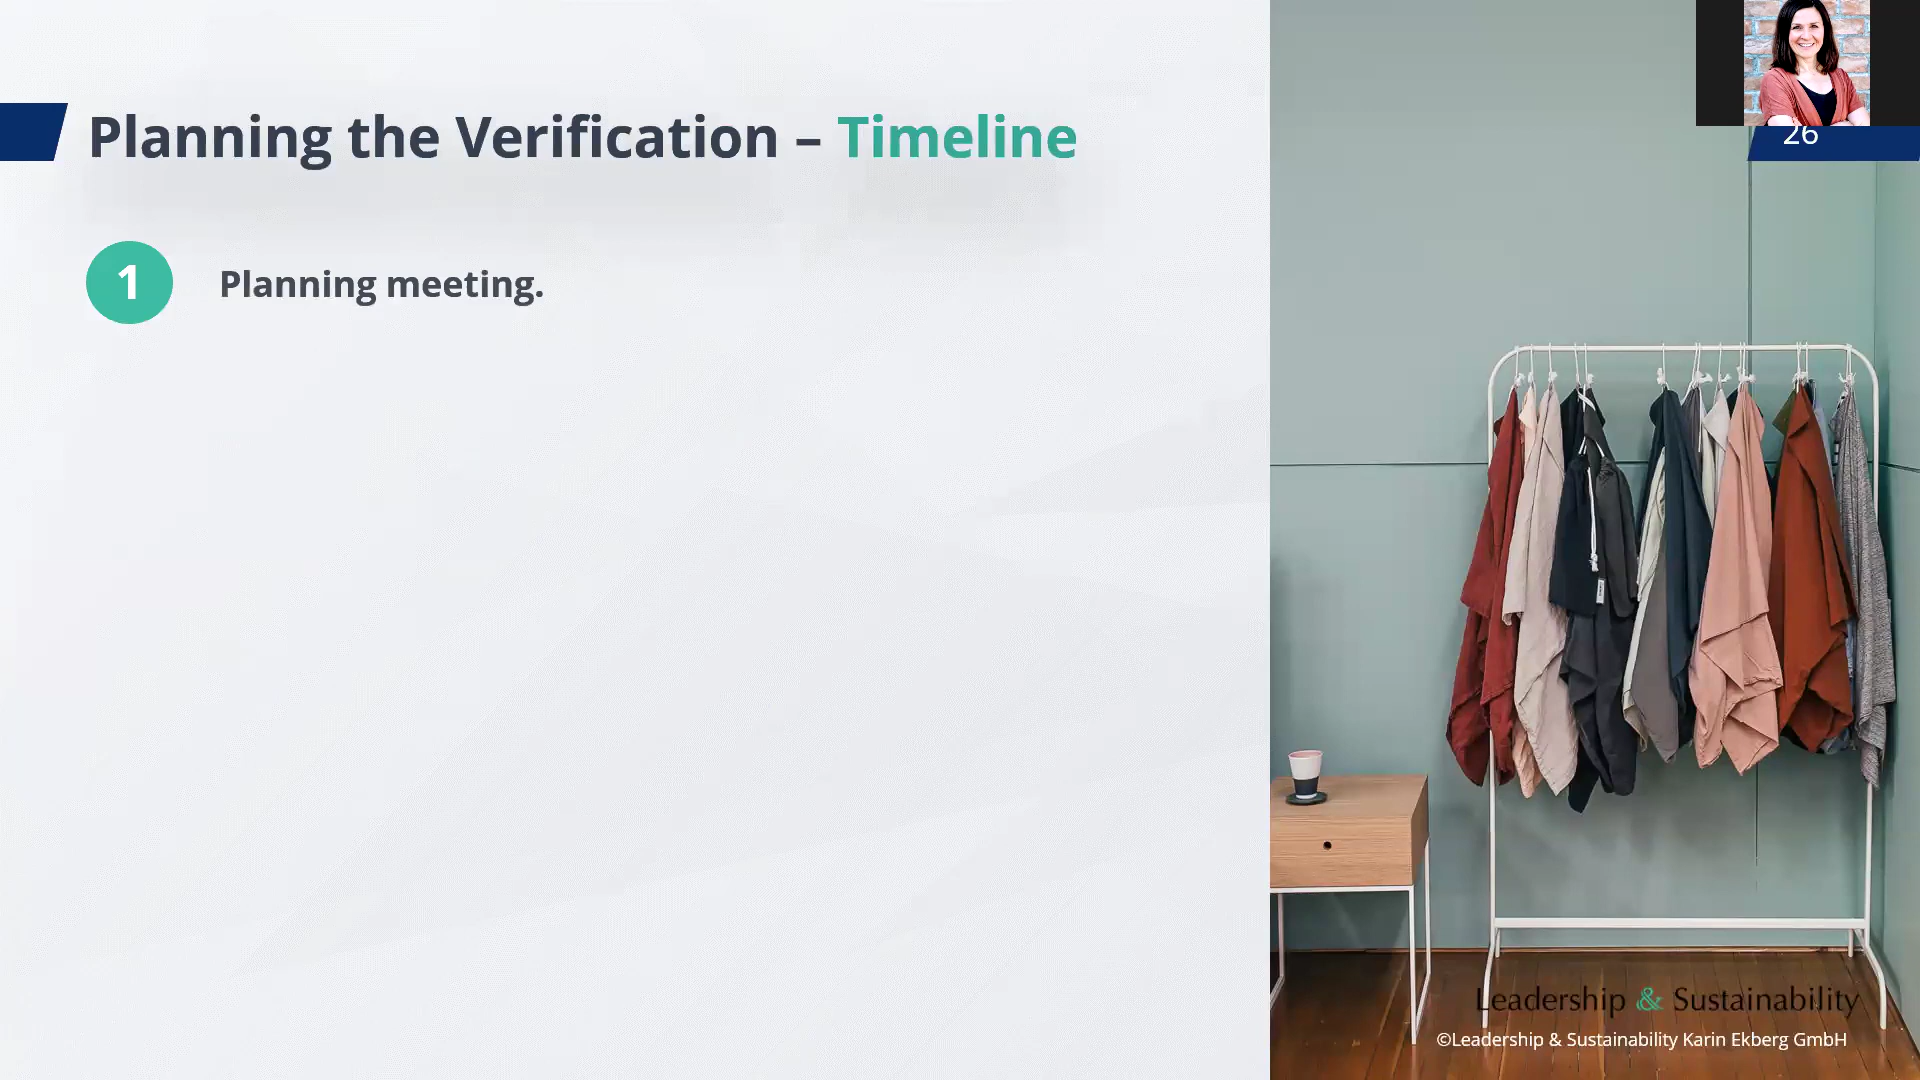 Planning the Verification – Timeline
26
1
Planning meeting.
Leadership & Sustainability
©Leadership & Sustainability Karin Ekberg GmbH